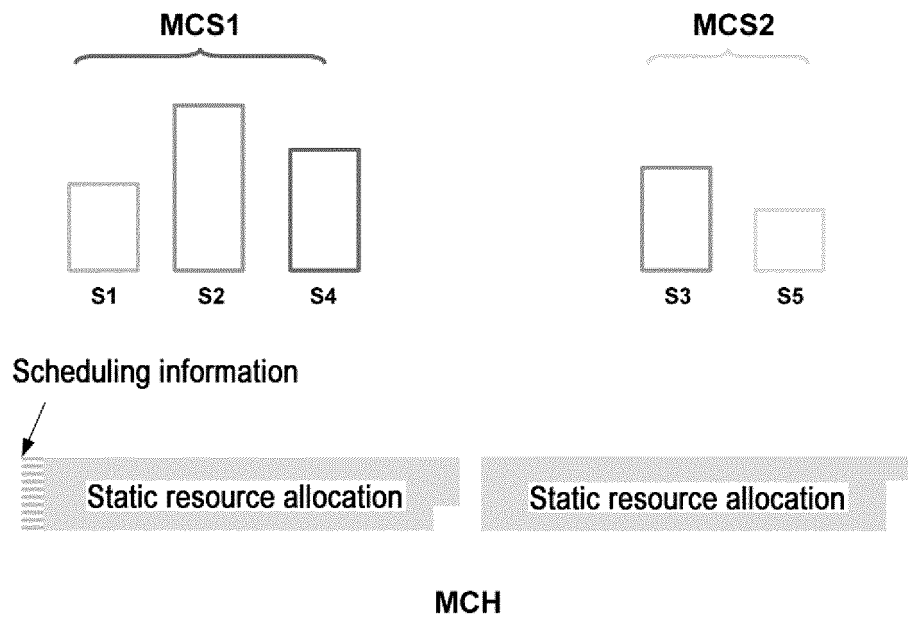 MCS1
MCS2
S1
S2
S4
S3
S5
Scheduling information
Static resource allocation
Static resource allocation
MCH